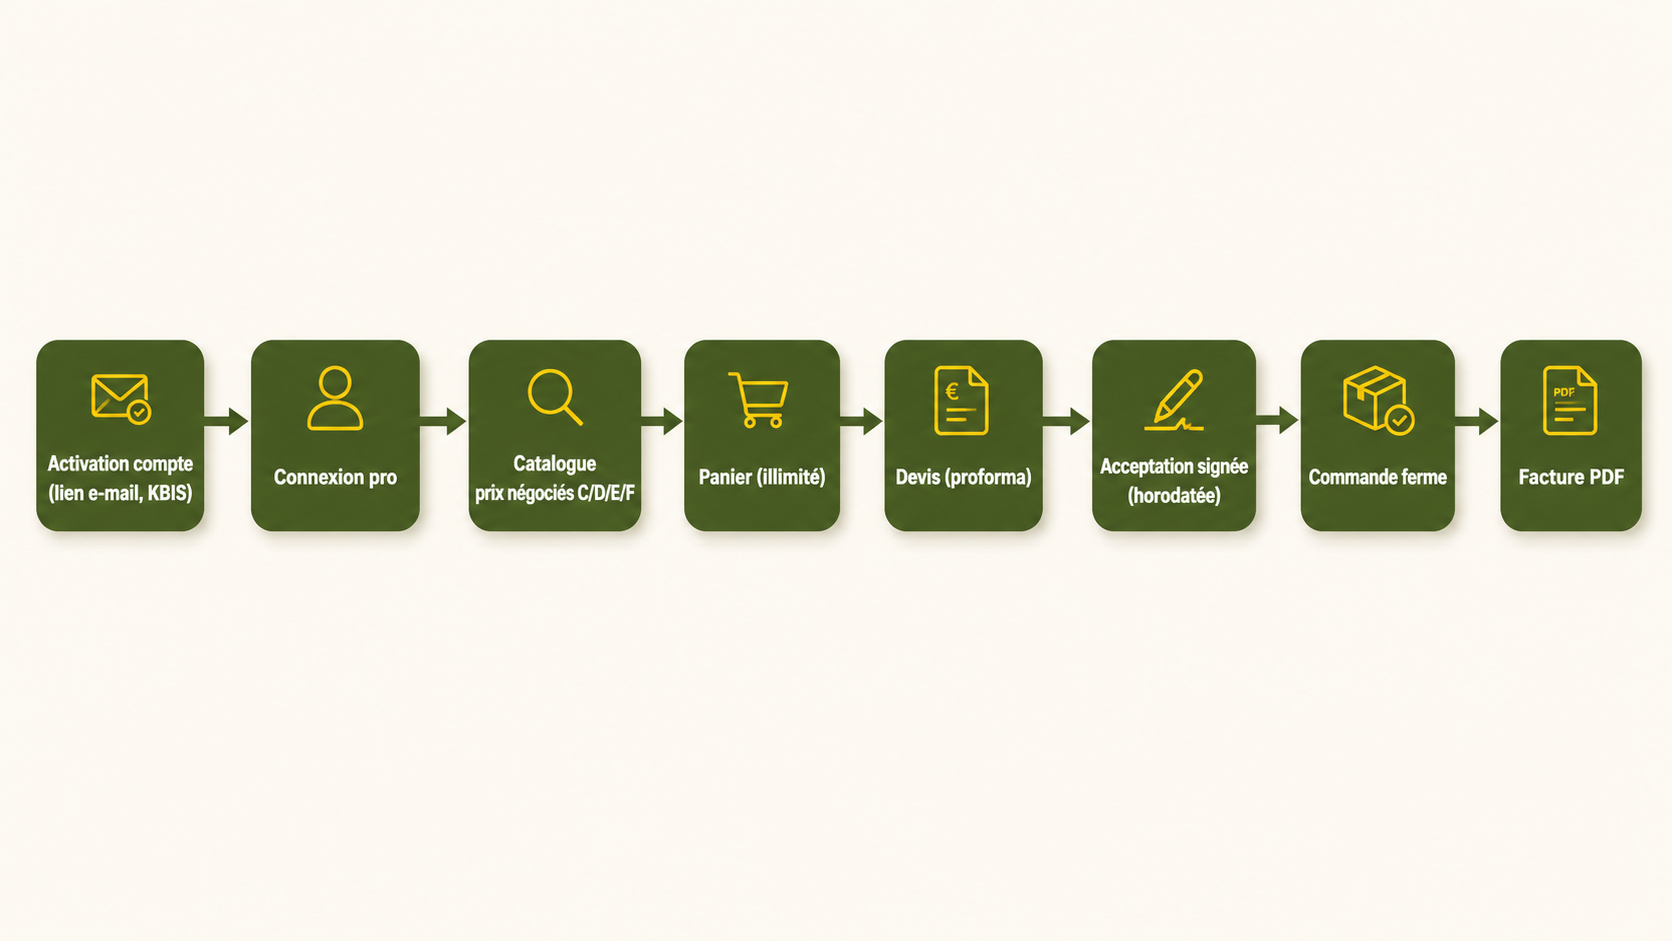 Activation compte
(lien e-mail, KBIS)
Connexion pro
Catalogue
prix négociés C/D/E/F
Panier (illimité)
€
Devis (proforma)
Acceptation signée
(horodatée)
Commande ferme
PDF
Facture PDF